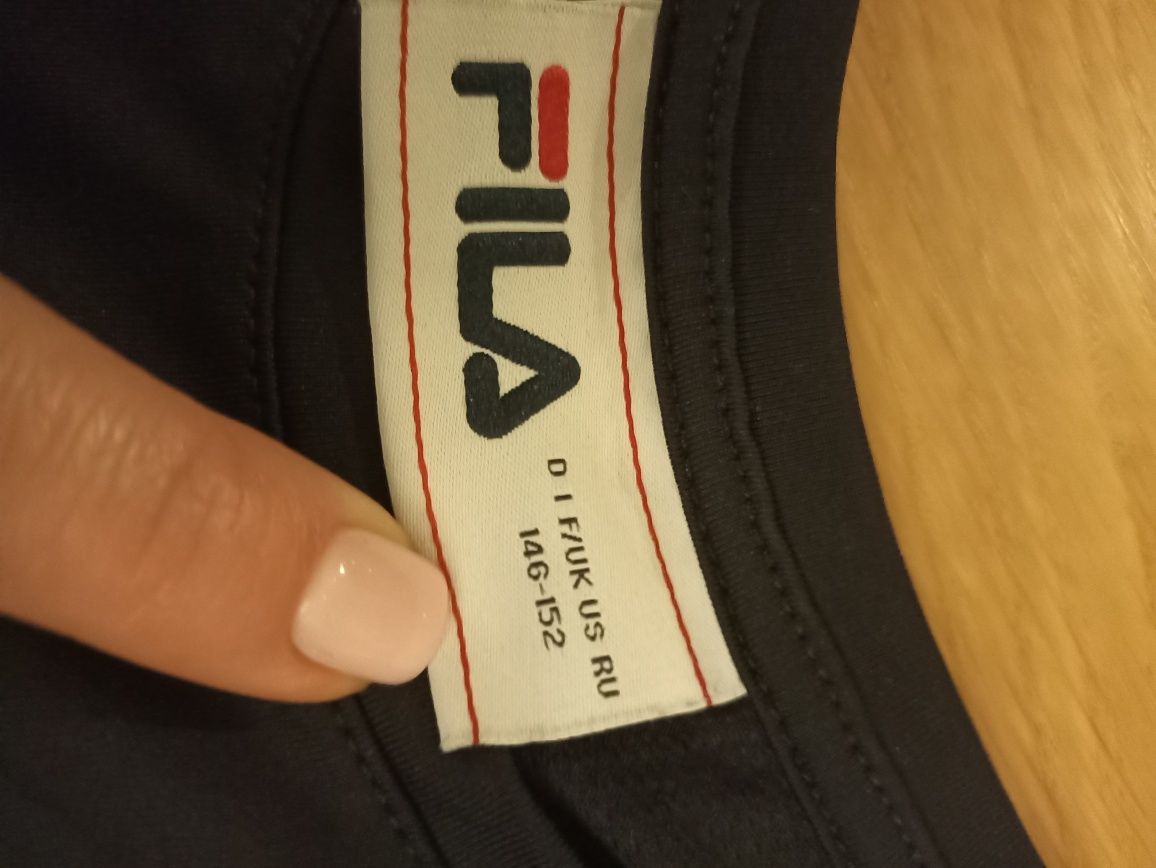 FILA
D I F/UK US RU
146-152